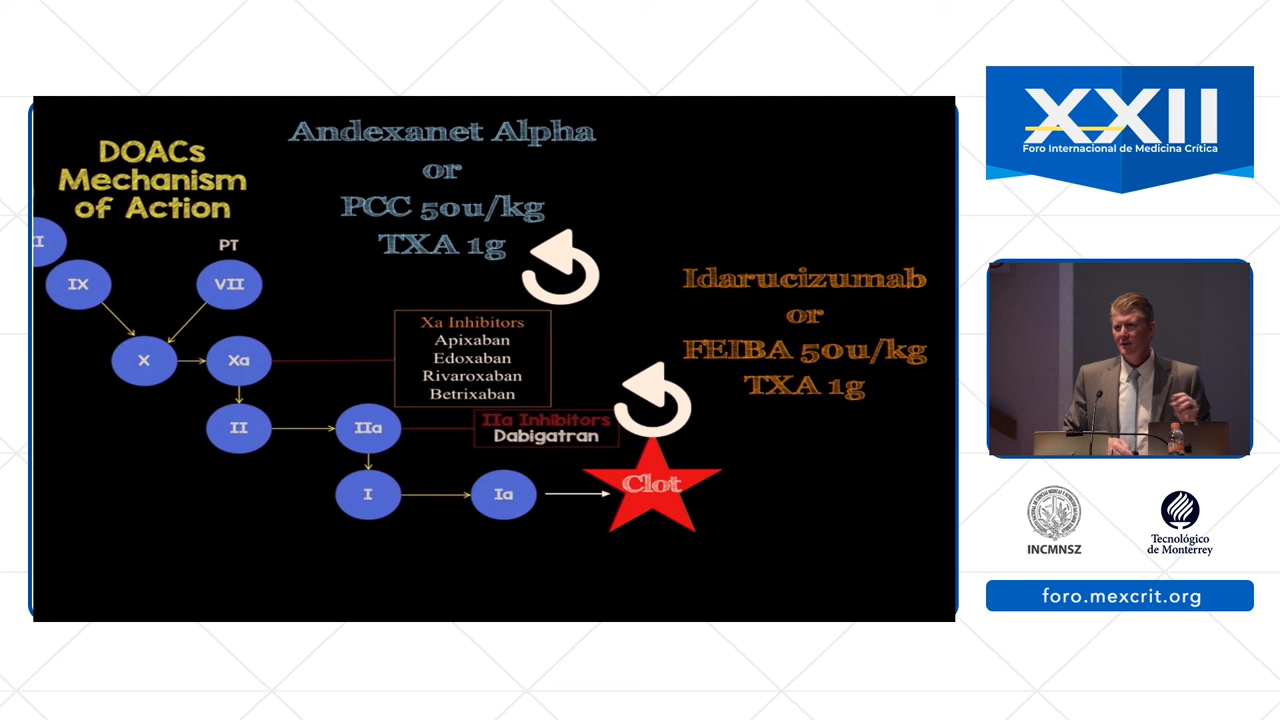 DOACs
Mechanism
of Action
Andexanet Alpha
or
PCC 50u/kg
TXA 1g
PT
IX
VII
X
Xa
II
IIa
I
Ia
Xa Inhibitors
Apixaban
Edoxaban
Rivaroxaban
Betrixaban
IIa Inhibitors
Dabigatran
Clot
Idarucizumab
or
FEIBA 50u/kg
TXA 1g
XXII
Foro Internacional de Medicina Crítica
INCMNSZ
Tecnológico
de Monterrey
foro.mexcrit.org